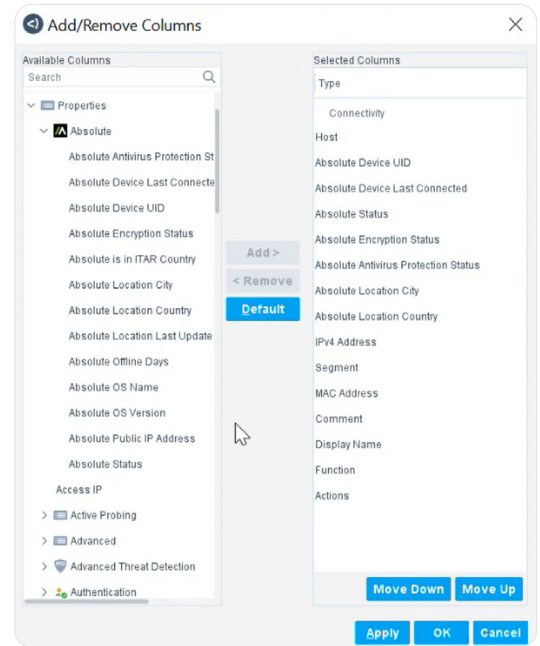 Add/Remove Columns
Available Columns
Search
Properties
Absolute
Absolute Antivirus Protection St
Absolute Device Last Connecte
Absolute Device UID
Absolute Encryption Status
Absolute is in ITAR Country
Absolute Location City
Absolute Location Country
Absolute Location Last Update
Absolute Offline Days
Absolute OS Name
Absolute OS Version
Absolute Public IP Address
Absolute Status
Access IP
Active Probing
Advanced
Advanced Threat Detection
Authentication
Add >
< Remove
Default
Selected Columns
Type
Connectivity
Host
Absolute Device UID
Absolute Device Last Connected
Absolute Status
Absolute Encryption Status
Absolute Antivirus Protection Status
Absolute Location City
Absolute Location Country
IPv4 Address
Segment
MAC Address
Comment
Display Name
Function
Actions
Move Down Move Up
Apply OK Cancel